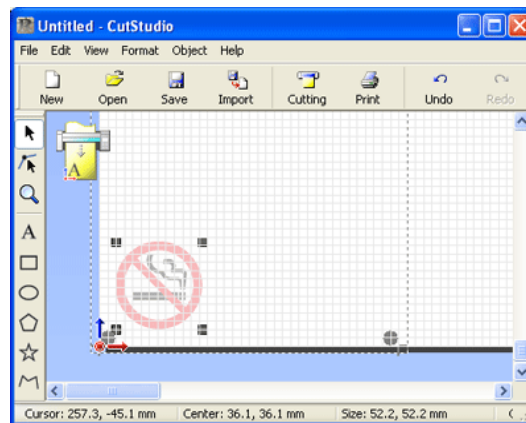 Untitled - CutStudio
File Edit View Format Object Help
New Open Save Import Cutting Print Undo Redo
A
A
Cursor: 257.3, -45.1 mm Center: 36.1, 36.1 mm Size: 52.2, 52.2 mm (